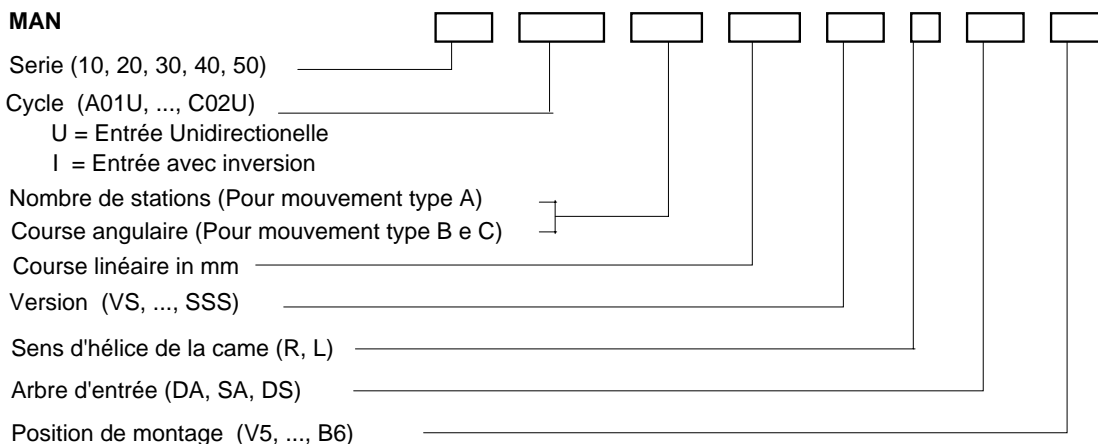 MAN
Serie (10, 20, 30, 40, 50)
Cycle (A01U, ..., C02U)
U = Entrée Unidirectionelle
I = Entrée avec inversion
Nombre de stations (Pour mouvement type A)
Course angulaire (Pour mouvement type B e C)
Course linéaire in mm
Version (VS, ..., SSS)
Sens d'hélice de la came (R, L)
Arbre d'entrée (DA, SA, DS)
Position de montage (V5, ..., B6)